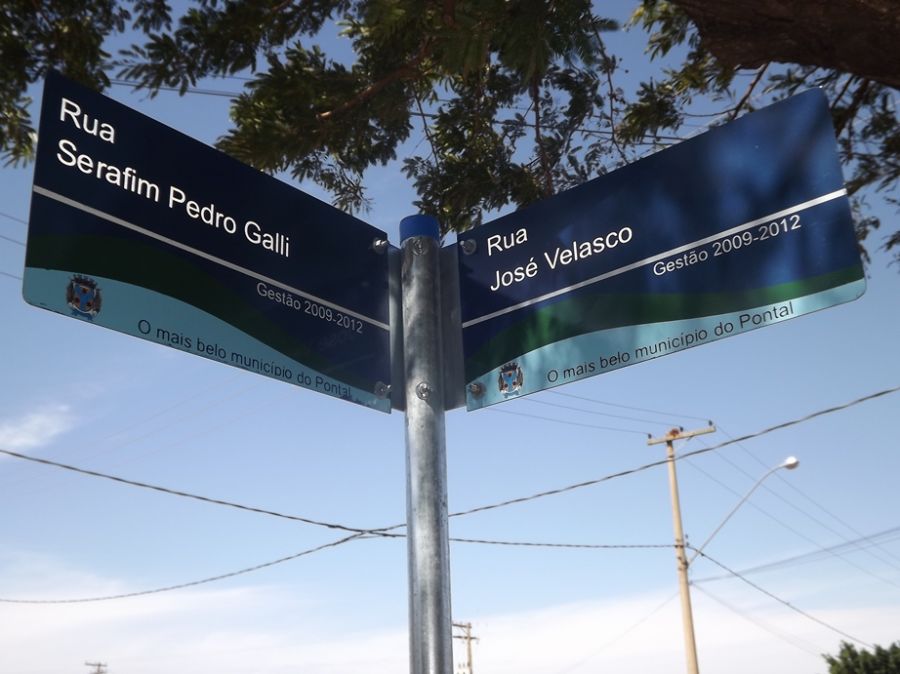 Rua
Serafim Pedro Galli
Gestão 2009-2012
O mais belo município do Pontal
Rua
José Velasco
Gestão 2009-2012
O mais belo município do Pontal